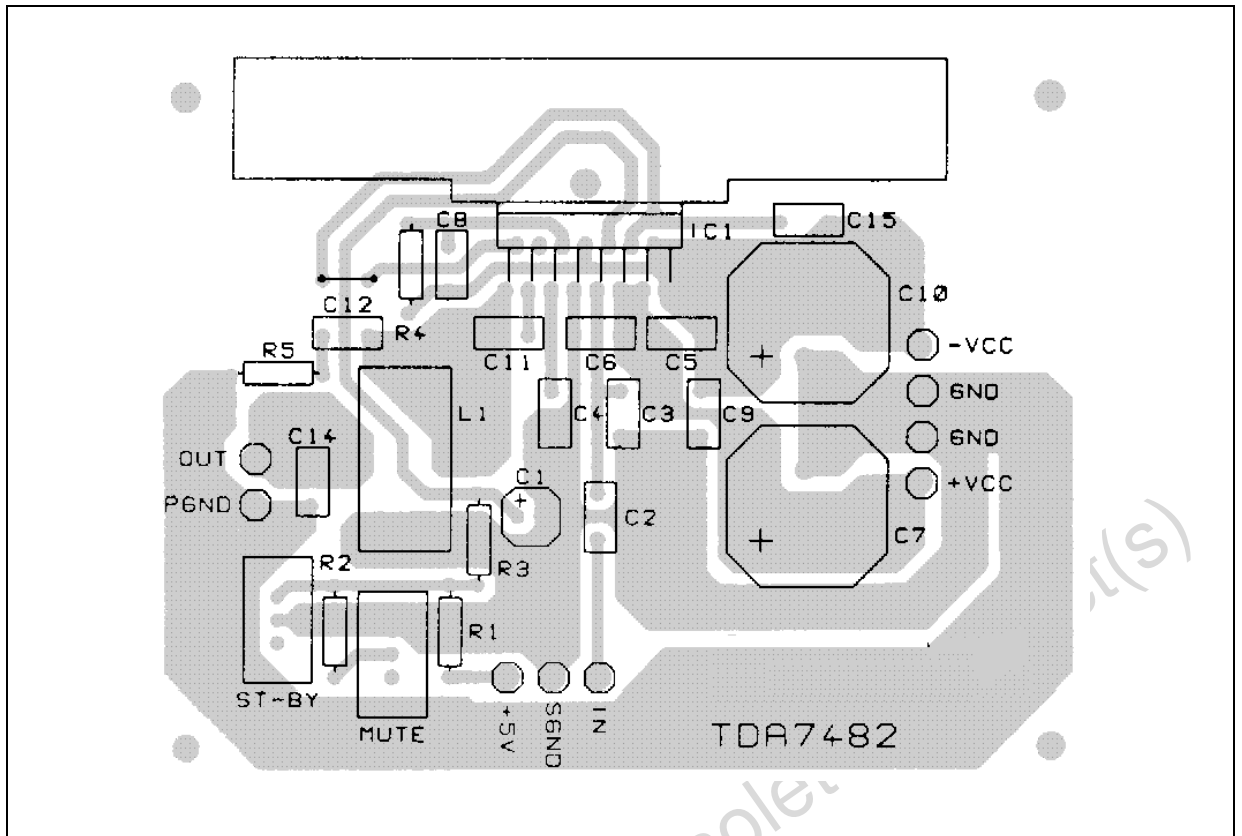 C8
IC1
C15
C10
C12
R4
C11
C6
C5
-VCC
R5
GND
L1
C4
C3
C9
C14
GND
OUT
C1
+
+VCC
PGND
C2
+
C7
+
R2
R3
R1
ST-BY
MUTE
+5V
SGND
IN
TDA7482